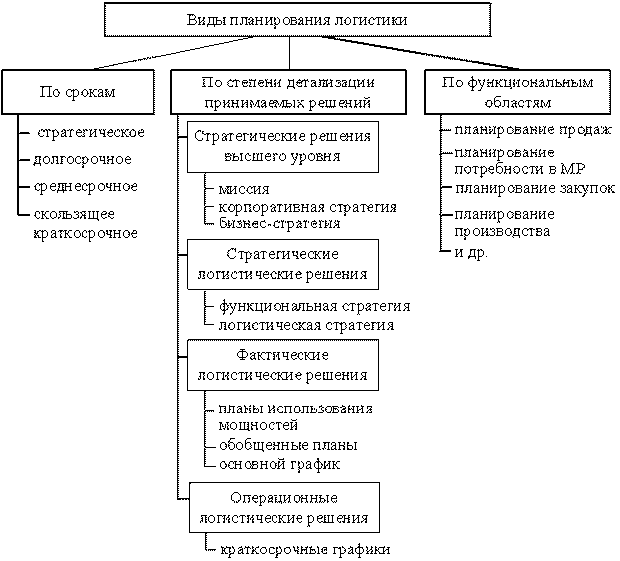 Виды планирования логистики
По срокам
стратегическое
долгосрочное
среднесрочное
скользящее
краткосрочное
По степени детализации
принимаемых решений
Стратегические решения
высшего уровня
миссия
корпоративная стратегия
бизнес-стратегия
Стратегические
логистические решения
функциональная стратегия
логистическая стратегия
Фактические
логистические решения
планы использования
мощностей
обобщенные планы
основной график
Операционные
логистические решения
краткосрочные графики
По функциональным
областям
планирование продаж
планирование
потребности в МР
планирование закупок
планирование
производства
и др.